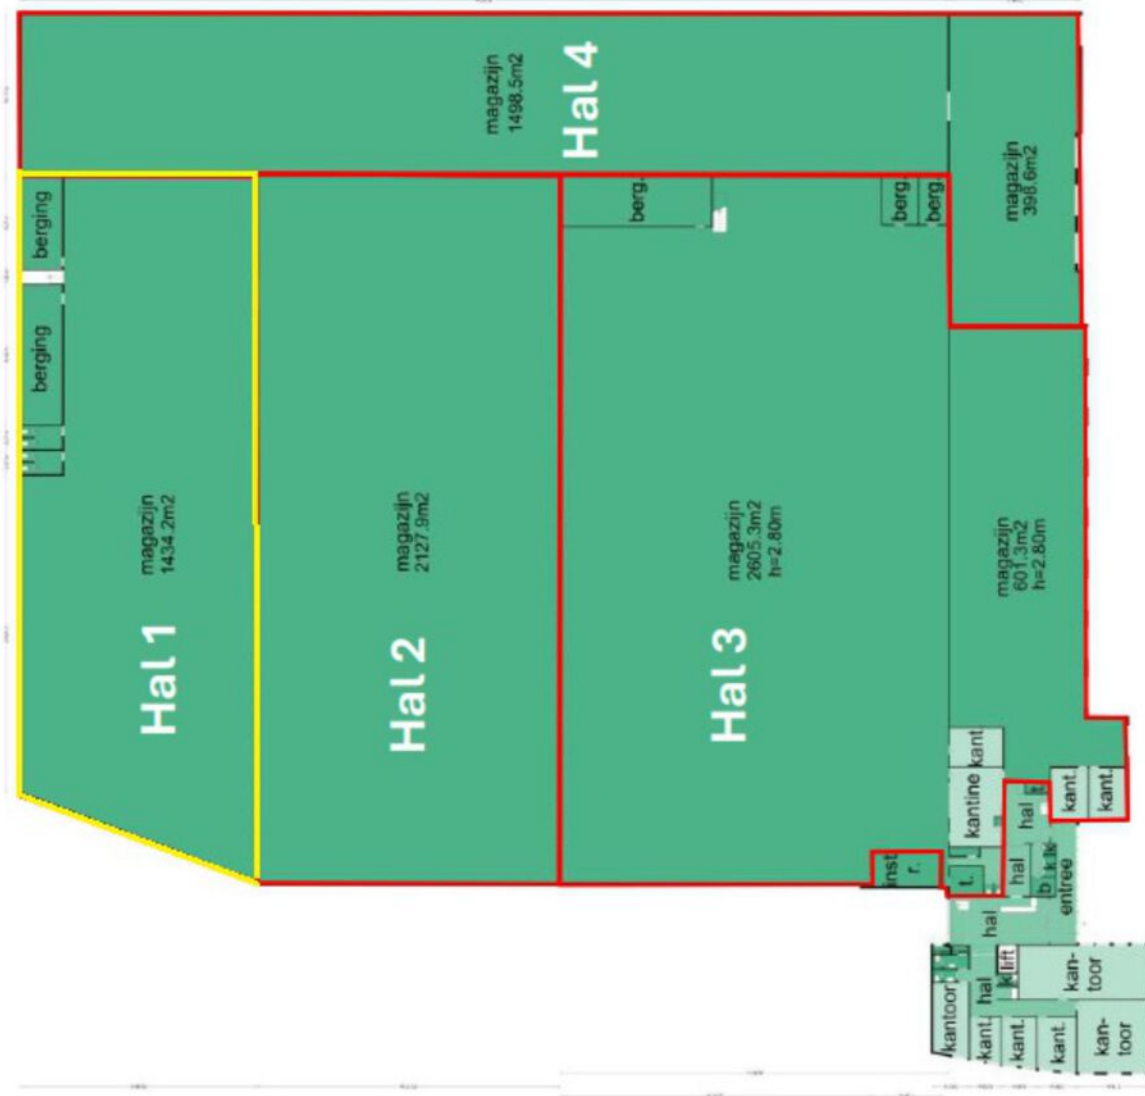 magazijn
1498.5m2
Hal 4
magazijn
398.6m2
berging
berging
berg.
berg.
berg.
magazijn
1434.2m2
Hal 1
magazijn
2127.9m2
Hal 2
magazijn
2605.3m2
h=2.80m
Hal 3
magazijn
601.3m2
h=2.80m
kant.
kantine
kant.
kant.
hal
hal
inst
r.
t.
b
k
k
entree
hal
lift
k
hal
kantoor
kan-
toor
kant.
kant.
kant.
kan-
toor